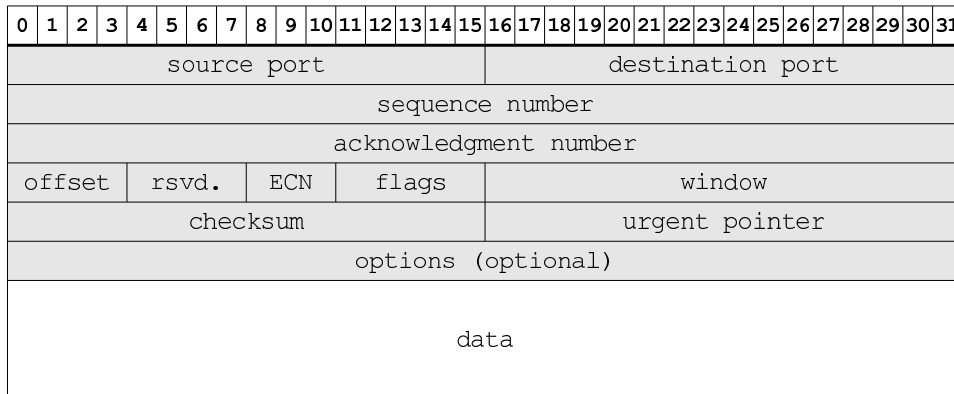 0 1 2 3 4 5 6 7 8 9 10 11 12 13 14 15 16 17 18 19 20 21 22 23 24 25 26 27 28 29 30 31
source port destination port
sequence number
acknowledgment number
offset rsvd. ECN flags window
checksum urgent pointer
options (optional)
data